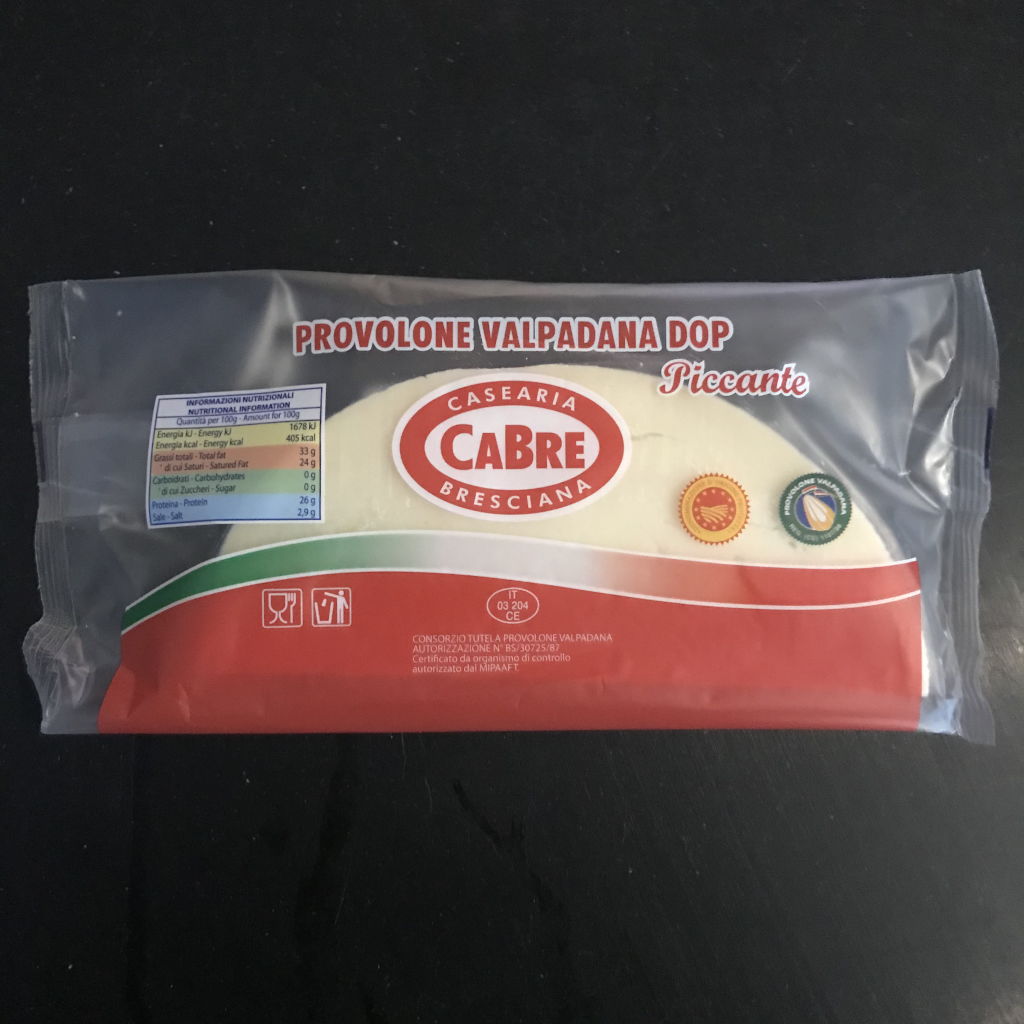 PROVOLONE VALPADANA DOP
Piccante
CASEARIA
CABRE
BRESCIANA
INFORMAZIONI NUTRIZIONALI
NUTRITIONAL INFORMATION
Quantità per 100g - Amount for 100g
Energia kJ - Energy kJ 1678 kJ
Energia kcal - Energy kcal 405 kcal
Grassi totali - Total fat 33 g
* di cui Saturi - Satured Fat 24 g
Carboidrati - Carbohydrates 0 g
* di cui Zuccheri - Sugar 0 g
Proteina - Protein 26 g
Sale - Salt 2,9 g
PROVOLONE VALPADANA
IT
03 204
CE
CONSORZIO TUTELA PROVOLONE VALPADANA
AUTORIZZAZIONE N° BS/30725/87
Certificato da organismo di controllo
autorizzato dal MIPAAFT